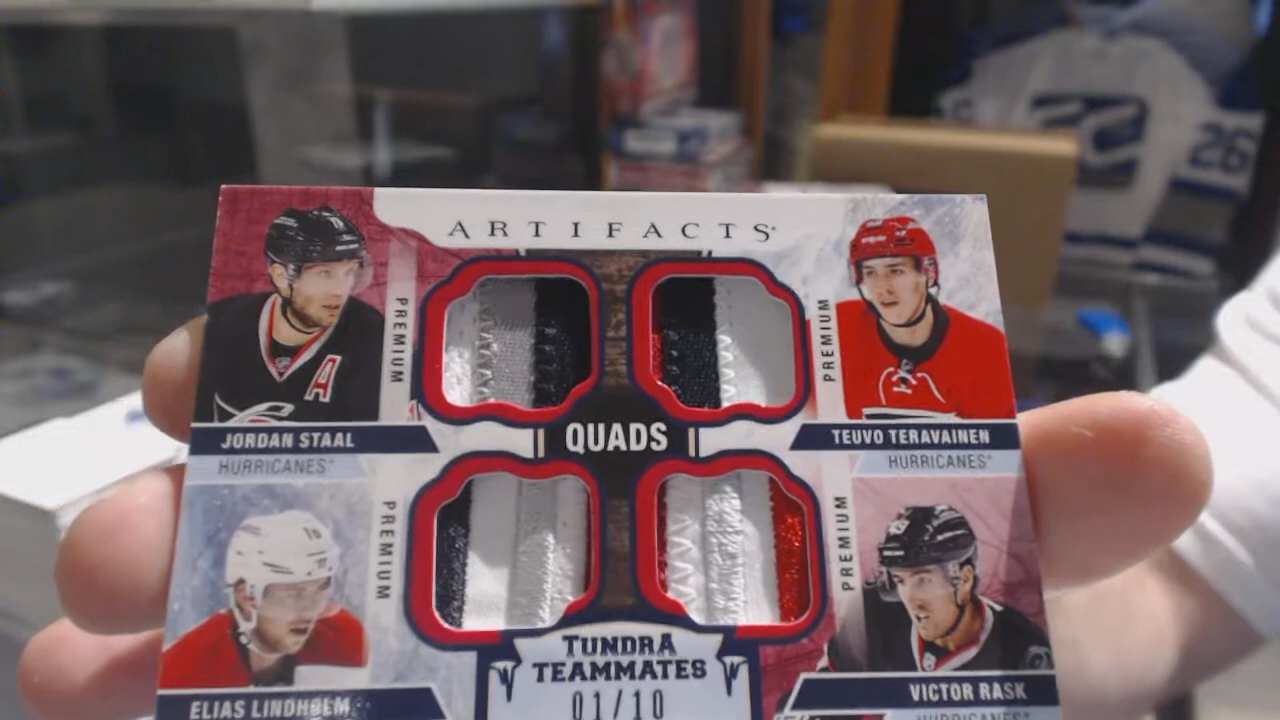 ARTIFACTS
PREMIUM
PREMIUM
A
JORDAN STAAL
HURRICANES
QUADS
TEUVO TERAVAINEN
HURRICANES
PREMIUM
PREMIUM
TUNDRA
TEAMMATES
01/10
ELIAS LINDHOLM
VICTOR RASK
HURRICANES
26